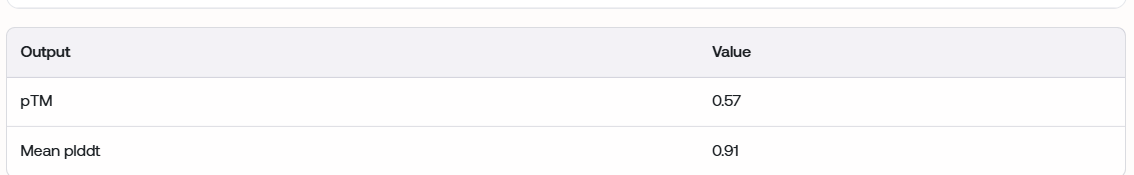 Output Value
pTM 0.57
Mean plddt 0.91